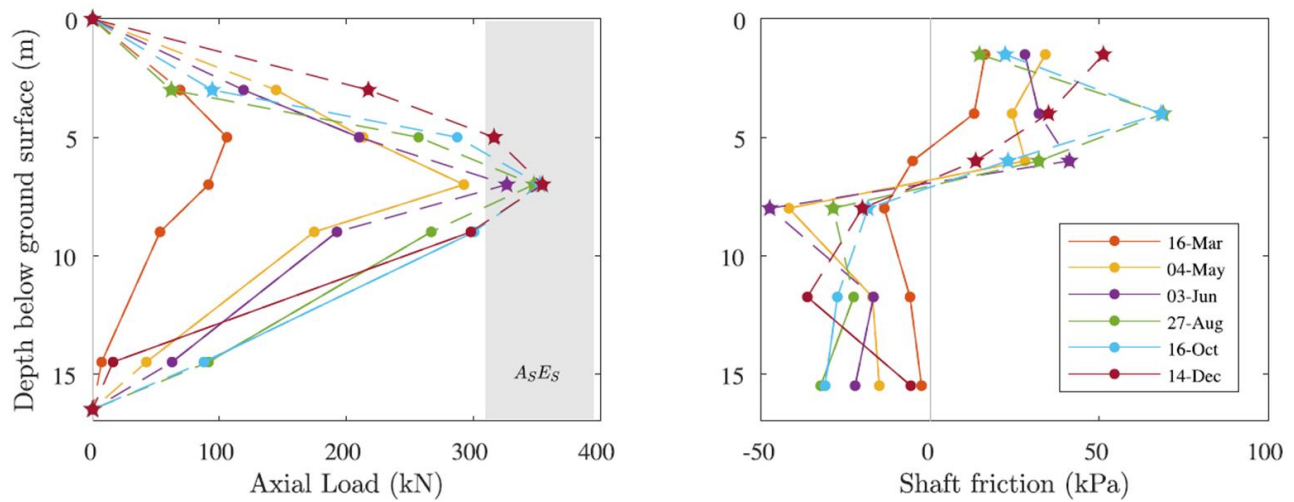 Depth below ground surface (m)
0
5
10
15
0
100
200
300
400
Axial Load (kN)
A_S E_S
0
5
10
15
-50
0
50
100
Shaft friction (kPa)
16-Mar
04-May
03-Jun
27-Aug
16-Oct
14-Dec